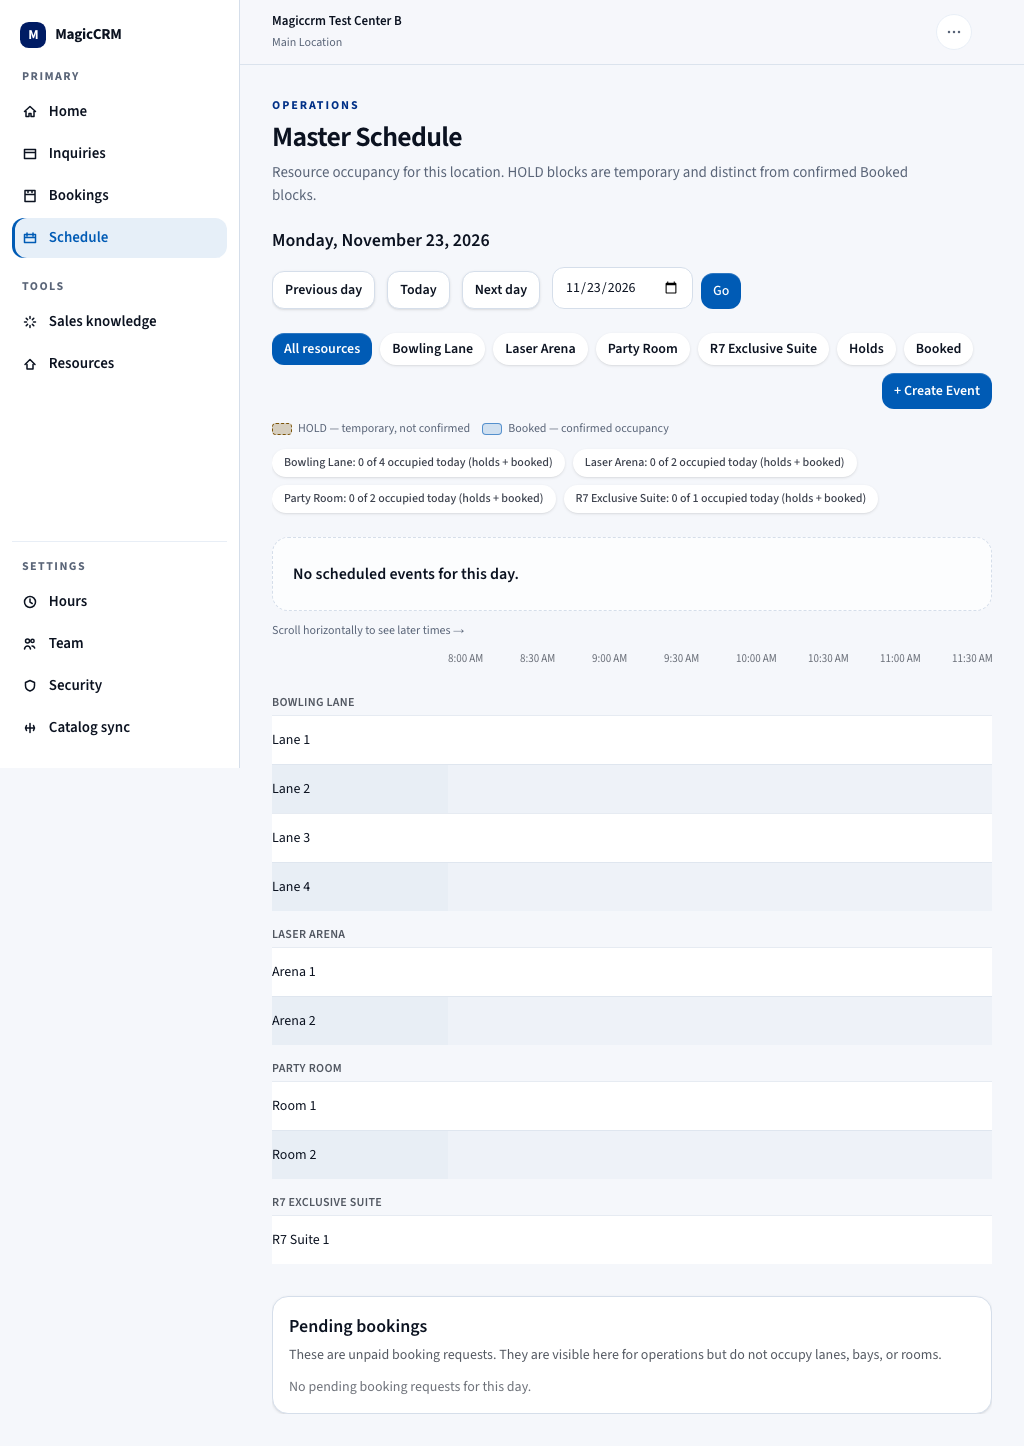 M MagicCRM
PRIMARY
Home
Inquiries
Bookings
Schedule
TOOLS
Sales knowledge
Resources
SETTINGS
Hours
Team
Security
Catalog sync
Magiccrm Test Center B
Main Location
OPERATIONS
Master Schedule
Resource occupancy for this location. HOLD blocks are temporary and distinct from confirmed Booked
blocks.
Monday, November 23, 2026
Previous day Today Next day 11/23/2026 Go
All resources Bowling Lane Laser Arena Party Room R7 Exclusive Suite Holds Booked
+ Create Event
HOLD — temporary, not confirmed Booked — confirmed occupancy
Bowling Lane: 0 of 4 occupied today (holds + booked) Laser Arena: 0 of 2 occupied today (holds + booked)
Party Room: 0 of 2 occupied today (holds + booked) R7 Exclusive Suite: 0 of 1 occupied today (holds + booked)
No scheduled events for this day.
Scroll horizontally to see later times →
8:00 AM 8:30 AM 9:00 AM 9:30 AM 10:00 AM 10:30 AM 11:00 AM 11:30 AM
BOWLING LANE
Lane 1
Lane 2
Lane 3
Lane 4
LASER ARENA
Arena 1
Arena 2
PARTY ROOM
Room 1
Room 2
R7 EXCLUSIVE SUITE
R7 Suite 1
Pending bookings
These are unpaid booking requests. They are visible here for operations but do not occupy lanes, bays, or rooms.
No pending booking requests for this day.